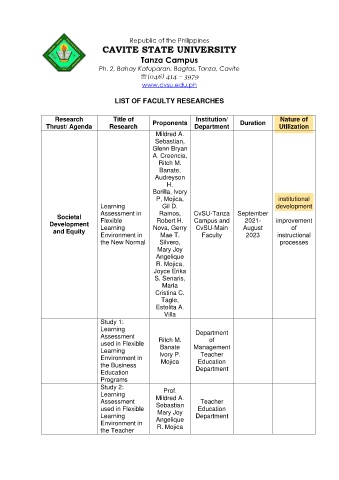 Republic of the Philippines
CAVITE STATE UNIVERSITY
Tanza Campus
Ph. 2, Bahay Katuparan, Bagtas, Tanza, Cavite
☏(046) 414 – 3979
www.cvsu.edu.ph
LIST OF FACULTY RESEARCHES
Research Thrust/ Agenda
Title of Research
Proponents
Institution/ Department
Duration
Nature of Utilization
Societal
Development
and Equity
Learning
Assessment in
Flexible
Learning
Environment in
the New Normal
Mildred A.
Sebastian,
Glenn Bryan
A. Creencia,
Ritch M.
Banate,
Audreyson
H.
Borilla, Ivory
P. Mojica,
Gil D.
Ramos,
Robert H.
Nova, Gerry
Mae T.
Silvero,
Mary Joy
Angelique
R. Mojica,
Joyce Erika
S. Senaris,
Marla
Cristina C.
Tagle,
Estelita A.
Villa
CvSU-Tanza
Campus and
CvSU-Main
Faculty
September
2021-
August
2023
institutional
development
improvement
of
instructional
processes
Study 1:
Learning
Assessment
used in Flexible
Learning
Environment in
the Business
Education
Programs
Ritch M.
Banate
Ivory P.
Mojica
Department
of
Management
Teacher
Education
Department
Study 2:
Learning
Assessment
used in Flexible
Learning
Environment in
the Teacher
Prof.
Mildred A.
Sebastian
Mary Joy
Angelique
R. Mojica
Teacher
Education
Department